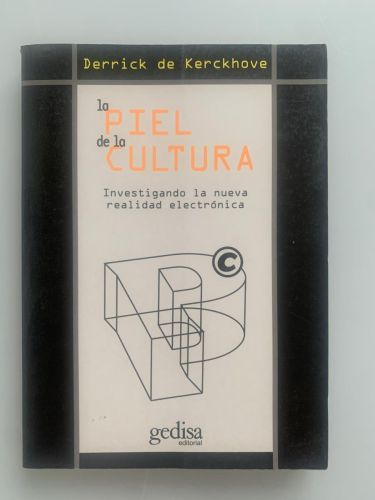 Derrick de Kerckhove
la
PIEL
de la
CULTURA
Investigando la nueva
realidad electrónica
P
©
gedisa
editorial